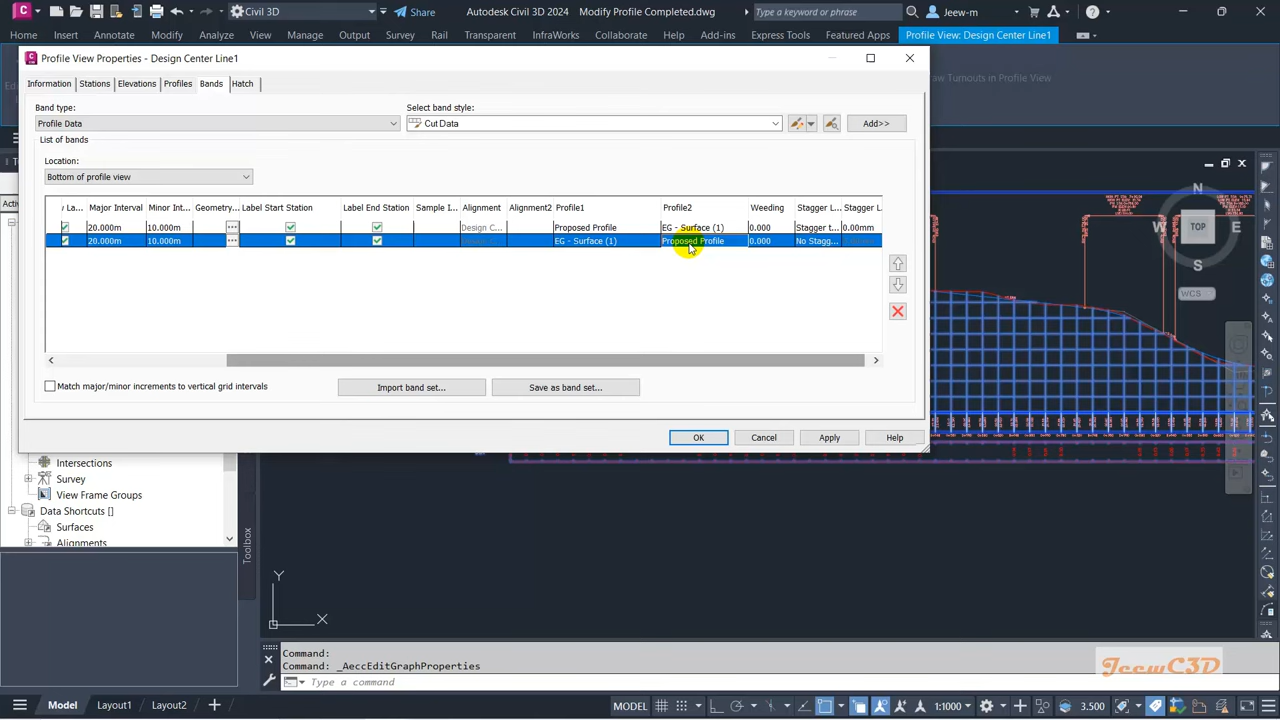 Civil 3D
Share
Autodesk Civil 3D 2024 Modify Profile Completed.dwg
Type a keyword or phrase
Jeew-m
Home Insert Annotate Modify Analyze View Manage Output Survey Rail Transparent InfraWorks Collaborate Help Add-ins Express Tools Featured Apps Profile View: Design Center Line1
Profile View Properties - Design Center Line1
Information Stations Elevations Profiles Bands Hatch
Band type:
Select band style:
Profile Data
Cut Data
Add>>
List of bands
Location:
Bottom of profile view
La... Major Interval Minor Int... Geometry... Label Start Station Label End Station Sample I... Alignment Alignment2 Profile1 Profile2 Weeding Stagger L... Stagger L.
20.000m 10.000m Design C... Proposed Profile EG - Surface (1) 0.000 Stagger t... 0.00mm
20.000m 10.000m EG - Surface (1) Proposed Profile 0.000 No Stagg...
Match major/minor increments to vertical grid intervals
Import band set...
Save as band set...
OK
Cancel
Apply
Help
raw Turnouts in Profile View
N
W TOP E
S
WCS
Intersections
Survey
View Frame Groups
Data Shortcuts []
Surfaces
Alignments
Toolbox
Y
X
Command:
Command: _AeccEditGraphProperties
Type a command
JeewC3D
Model Layout1 Layout2
MODEL
1:1000
3.500